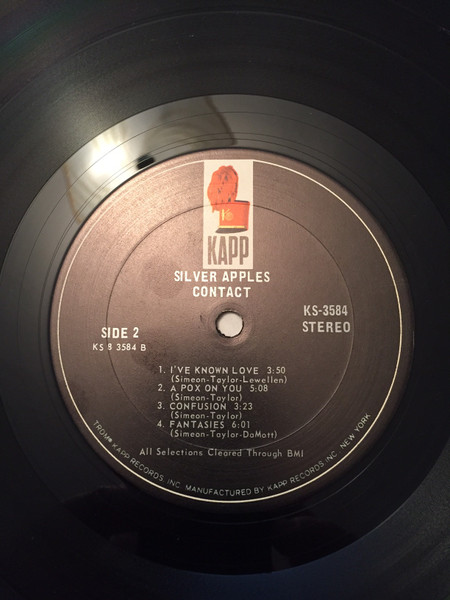 KAPP
SILVER APPLES
CONTACT
SIDE 2
KS 8 3584 B
KS-3584
STEREO
1. I'VE KNOWN LOVE 3:50
(Simeon-Taylor-Lewellen)
2. A POX ON YOU 5:08
(Simeon-Taylor)
3. CONFUSION 3:23
(Simeon-Taylor)
4. FANTASIES 6:01
(Simeon-Taylor-DaMott)
All Selections Cleared Through BMI
KAPP RECORDS, INC. MANUFACTURED BY KAPP RECORDS, INC. NEW YORK